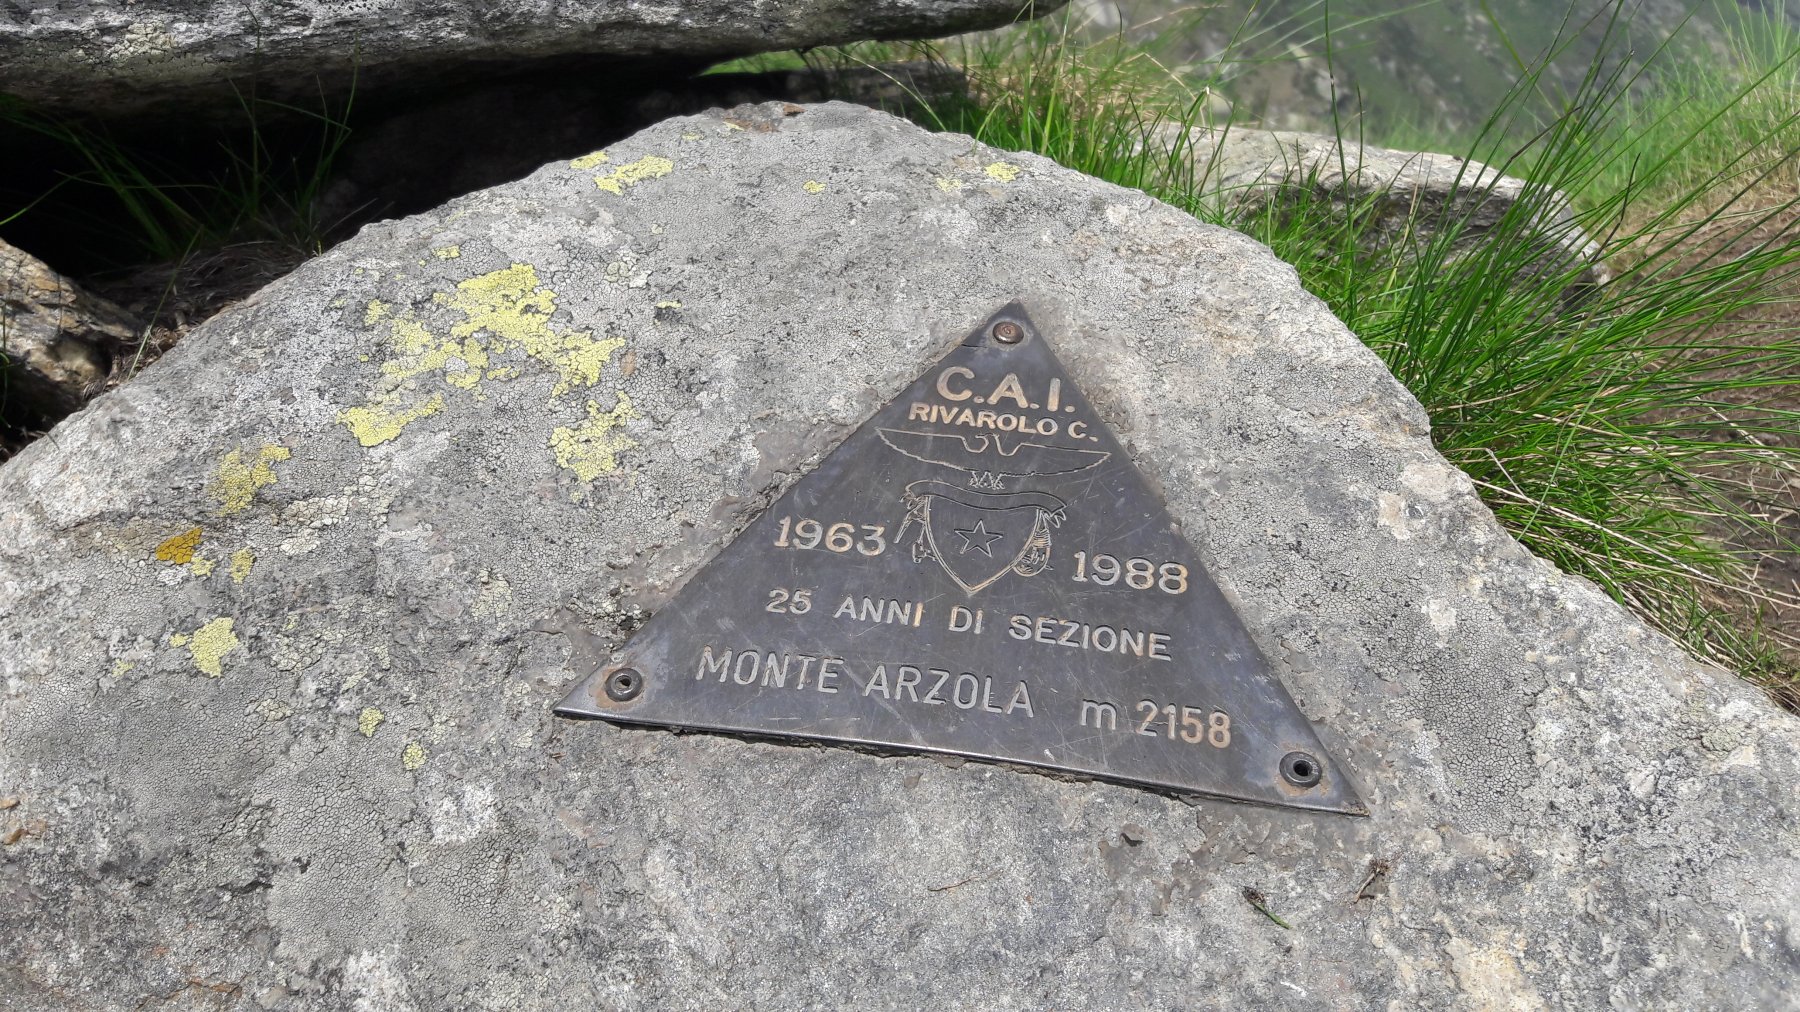 C.A.I.
RIVAROLO C.
1963 1988
25 ANNI DI SEZIONE
MONTE ARZOLA m 2158